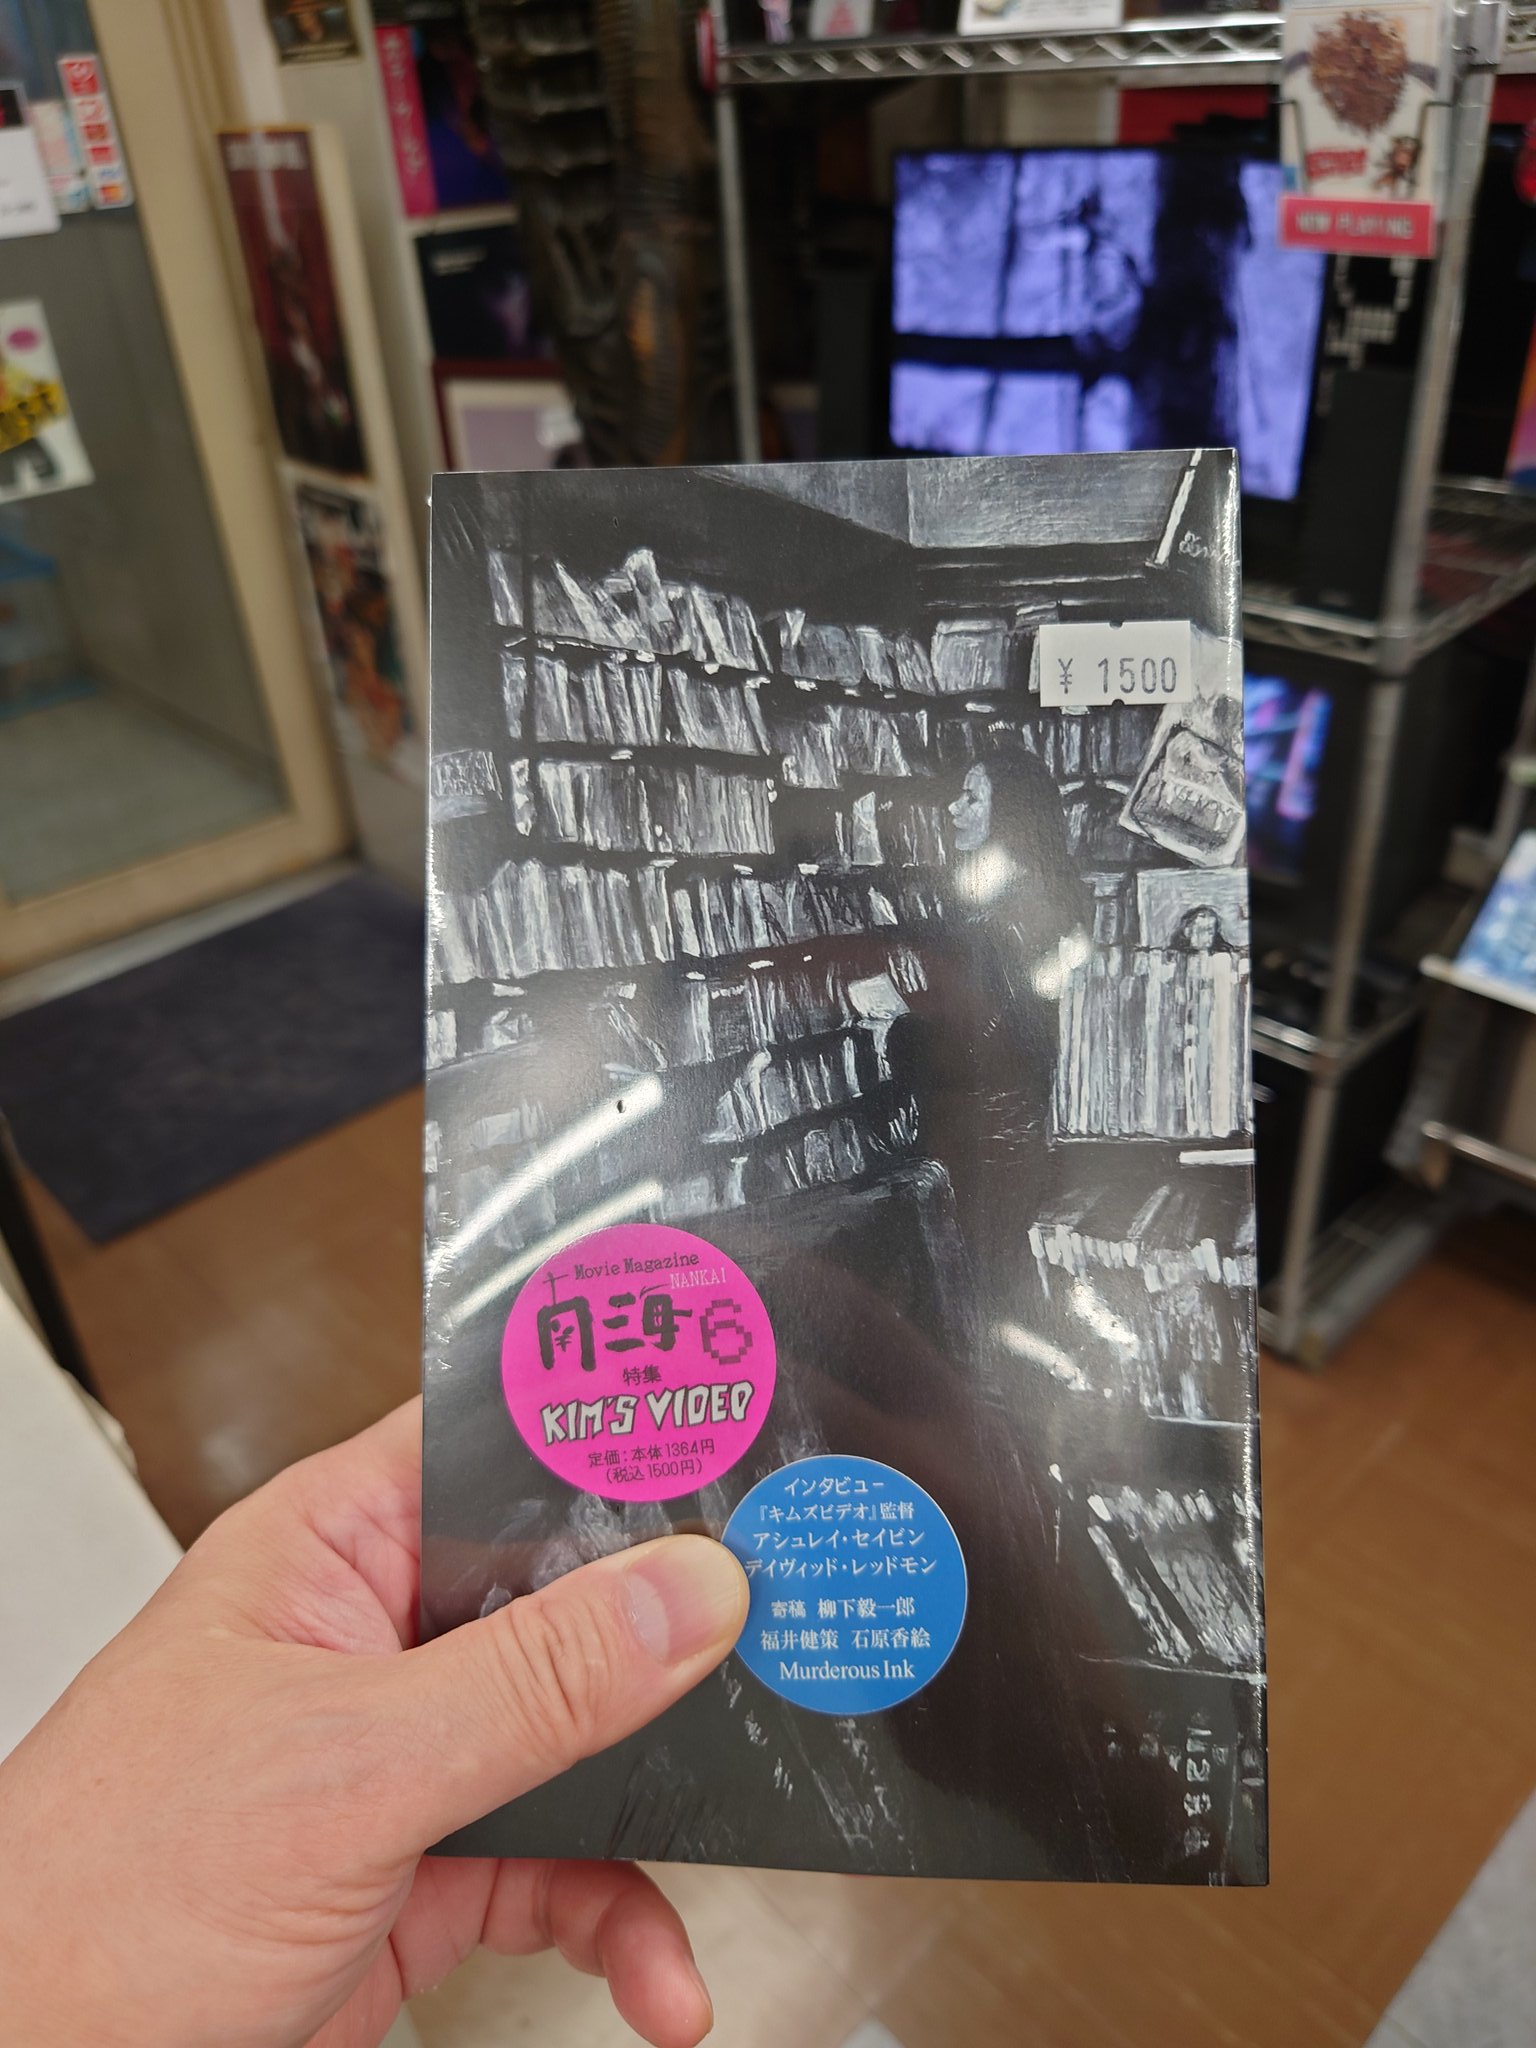 NOW PLAYING
¥ 1500
Movie Magazine
NANKAI
南海6
特集
KIM'S VIDEO
定価：本体1364円
（税込1500円）
インタビュー
『キムズビデオ』監督
アシュレイ・セイビン
デイヴィッド・レッドモン
寄稿 柳下毅一郎
福井健策 石原香絵
Murderous Ink